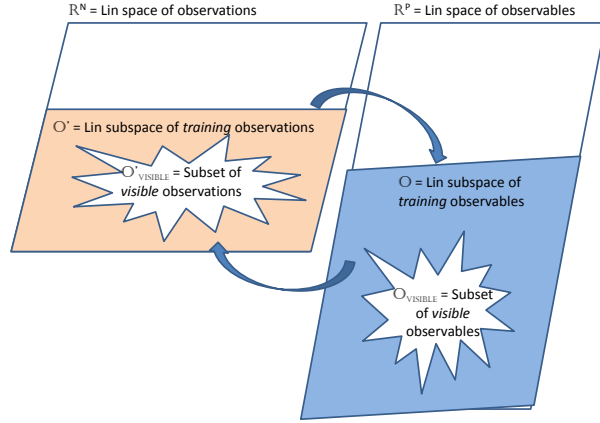 ℝᴺ = Lin space of observations
ℝᴾ = Lin space of observables
O' = Lin subspace of training observations
O'VISIBLE = Subset of
visible observations
O = Lin subspace of
training observables
OVISIBLE = Subset
of visible
observables